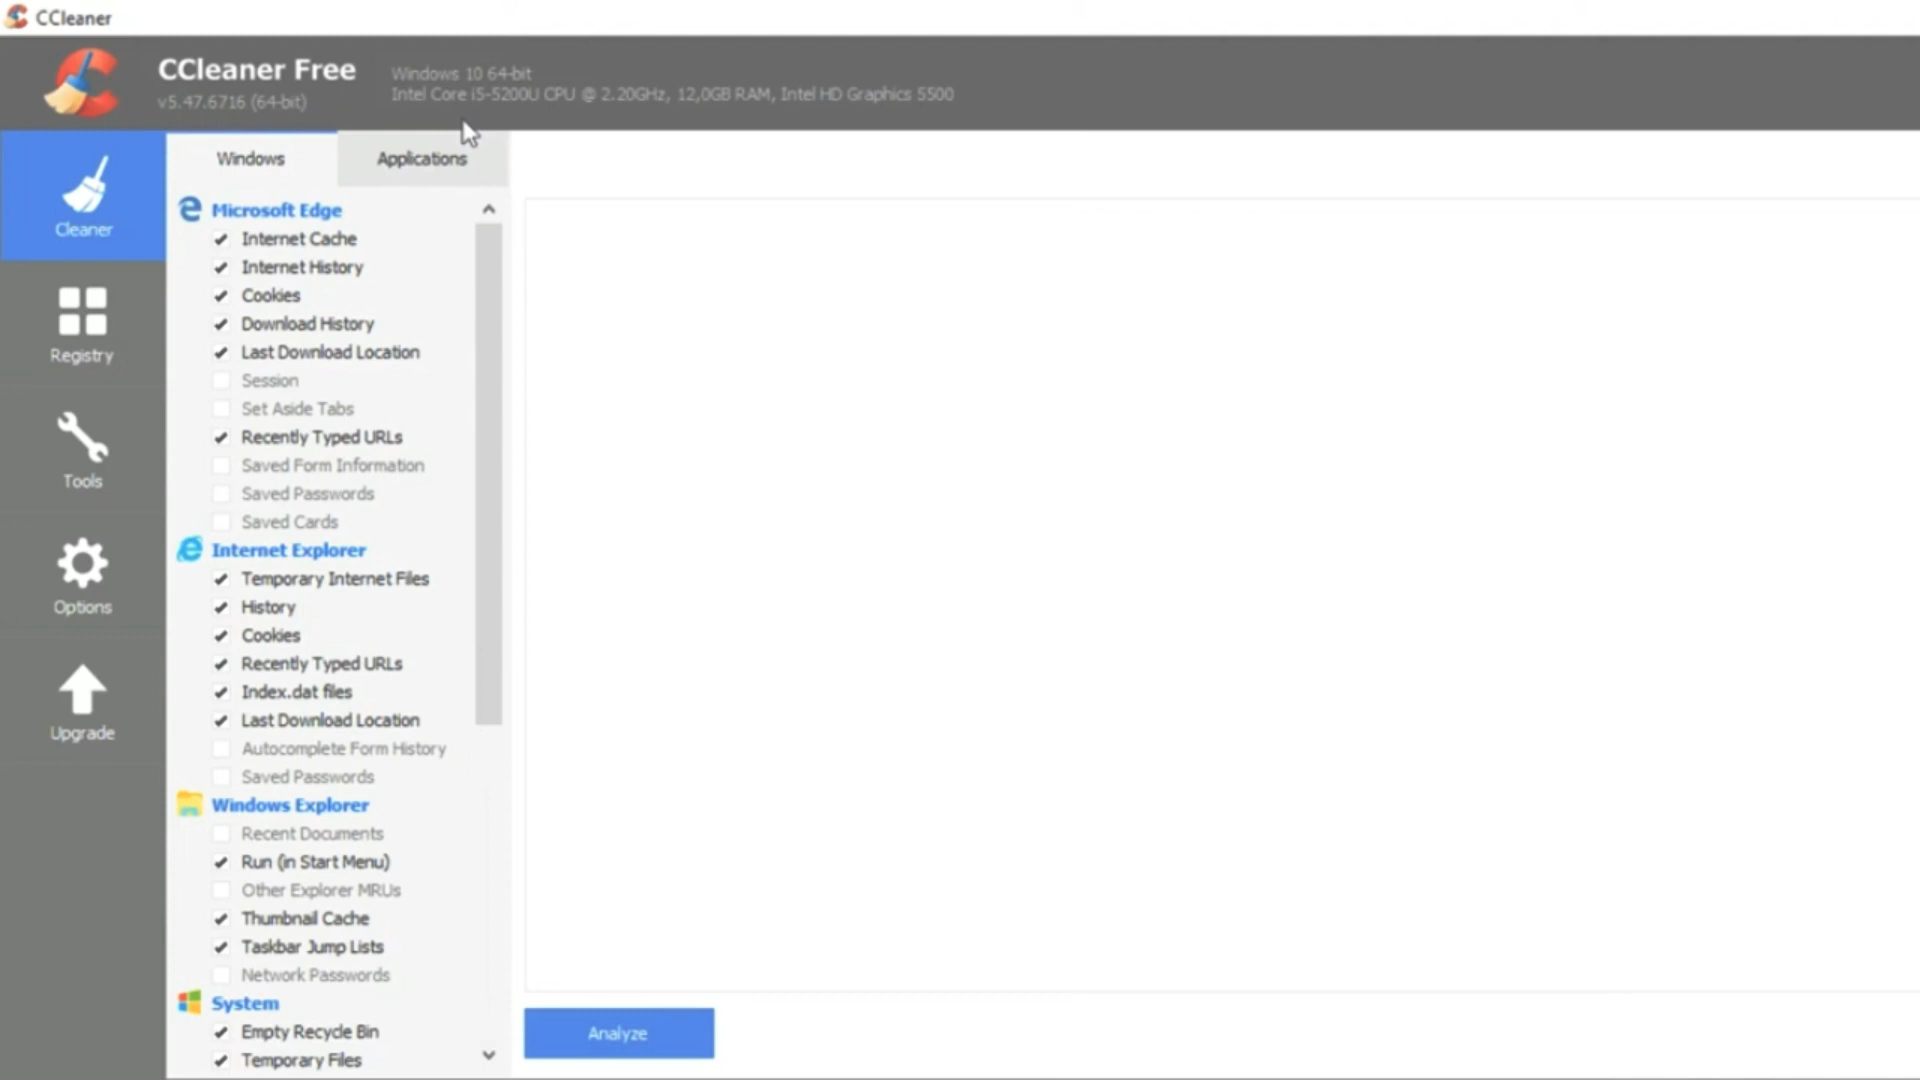 CCleaner
CCleaner Free
v5.47.6716 (64-bit)
Windows 10 64-bit
Intel Core i5-5200U CPU @ 2.20GHz, 12,0GB RAM, Intel HD Graphics 5500
Cleaner
Registry
Tools
Options
Upgrade
Windows
Applications
Microsoft Edge
Internet Cache
Internet History
Cookies
Download History
Last Download Location
Session
Set Aside Tabs
Recently Typed URLs
Saved Form Information
Saved Passwords
Saved Cards
Internet Explorer
Temporary Internet Files
History
Cookies
Recently Typed URLs
Index.dat files
Last Download Location
Autocomplete Form History
Saved Passwords
Windows Explorer
Recent Documents
Run (in Start Menu)
Other Explorer MRUs
Thumbnail Cache
Taskbar Jump Lists
Network Passwords
System
Empty Recycle Bin
Temporary Files
Analyze